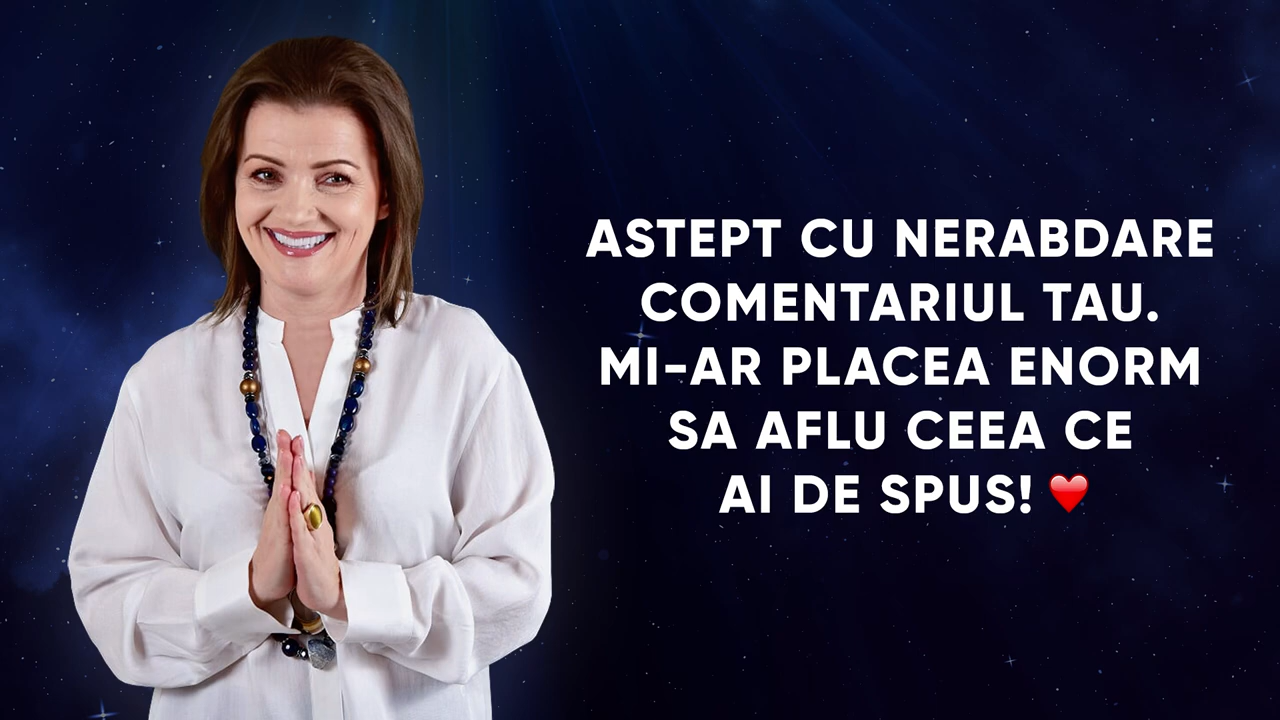 ASTEPT CU NERABDARE
COMENTARIUL TAU.
MI-AR PLACEA ENORM
SA AFLU CEEA CE
AI DE SPUS! ❤️